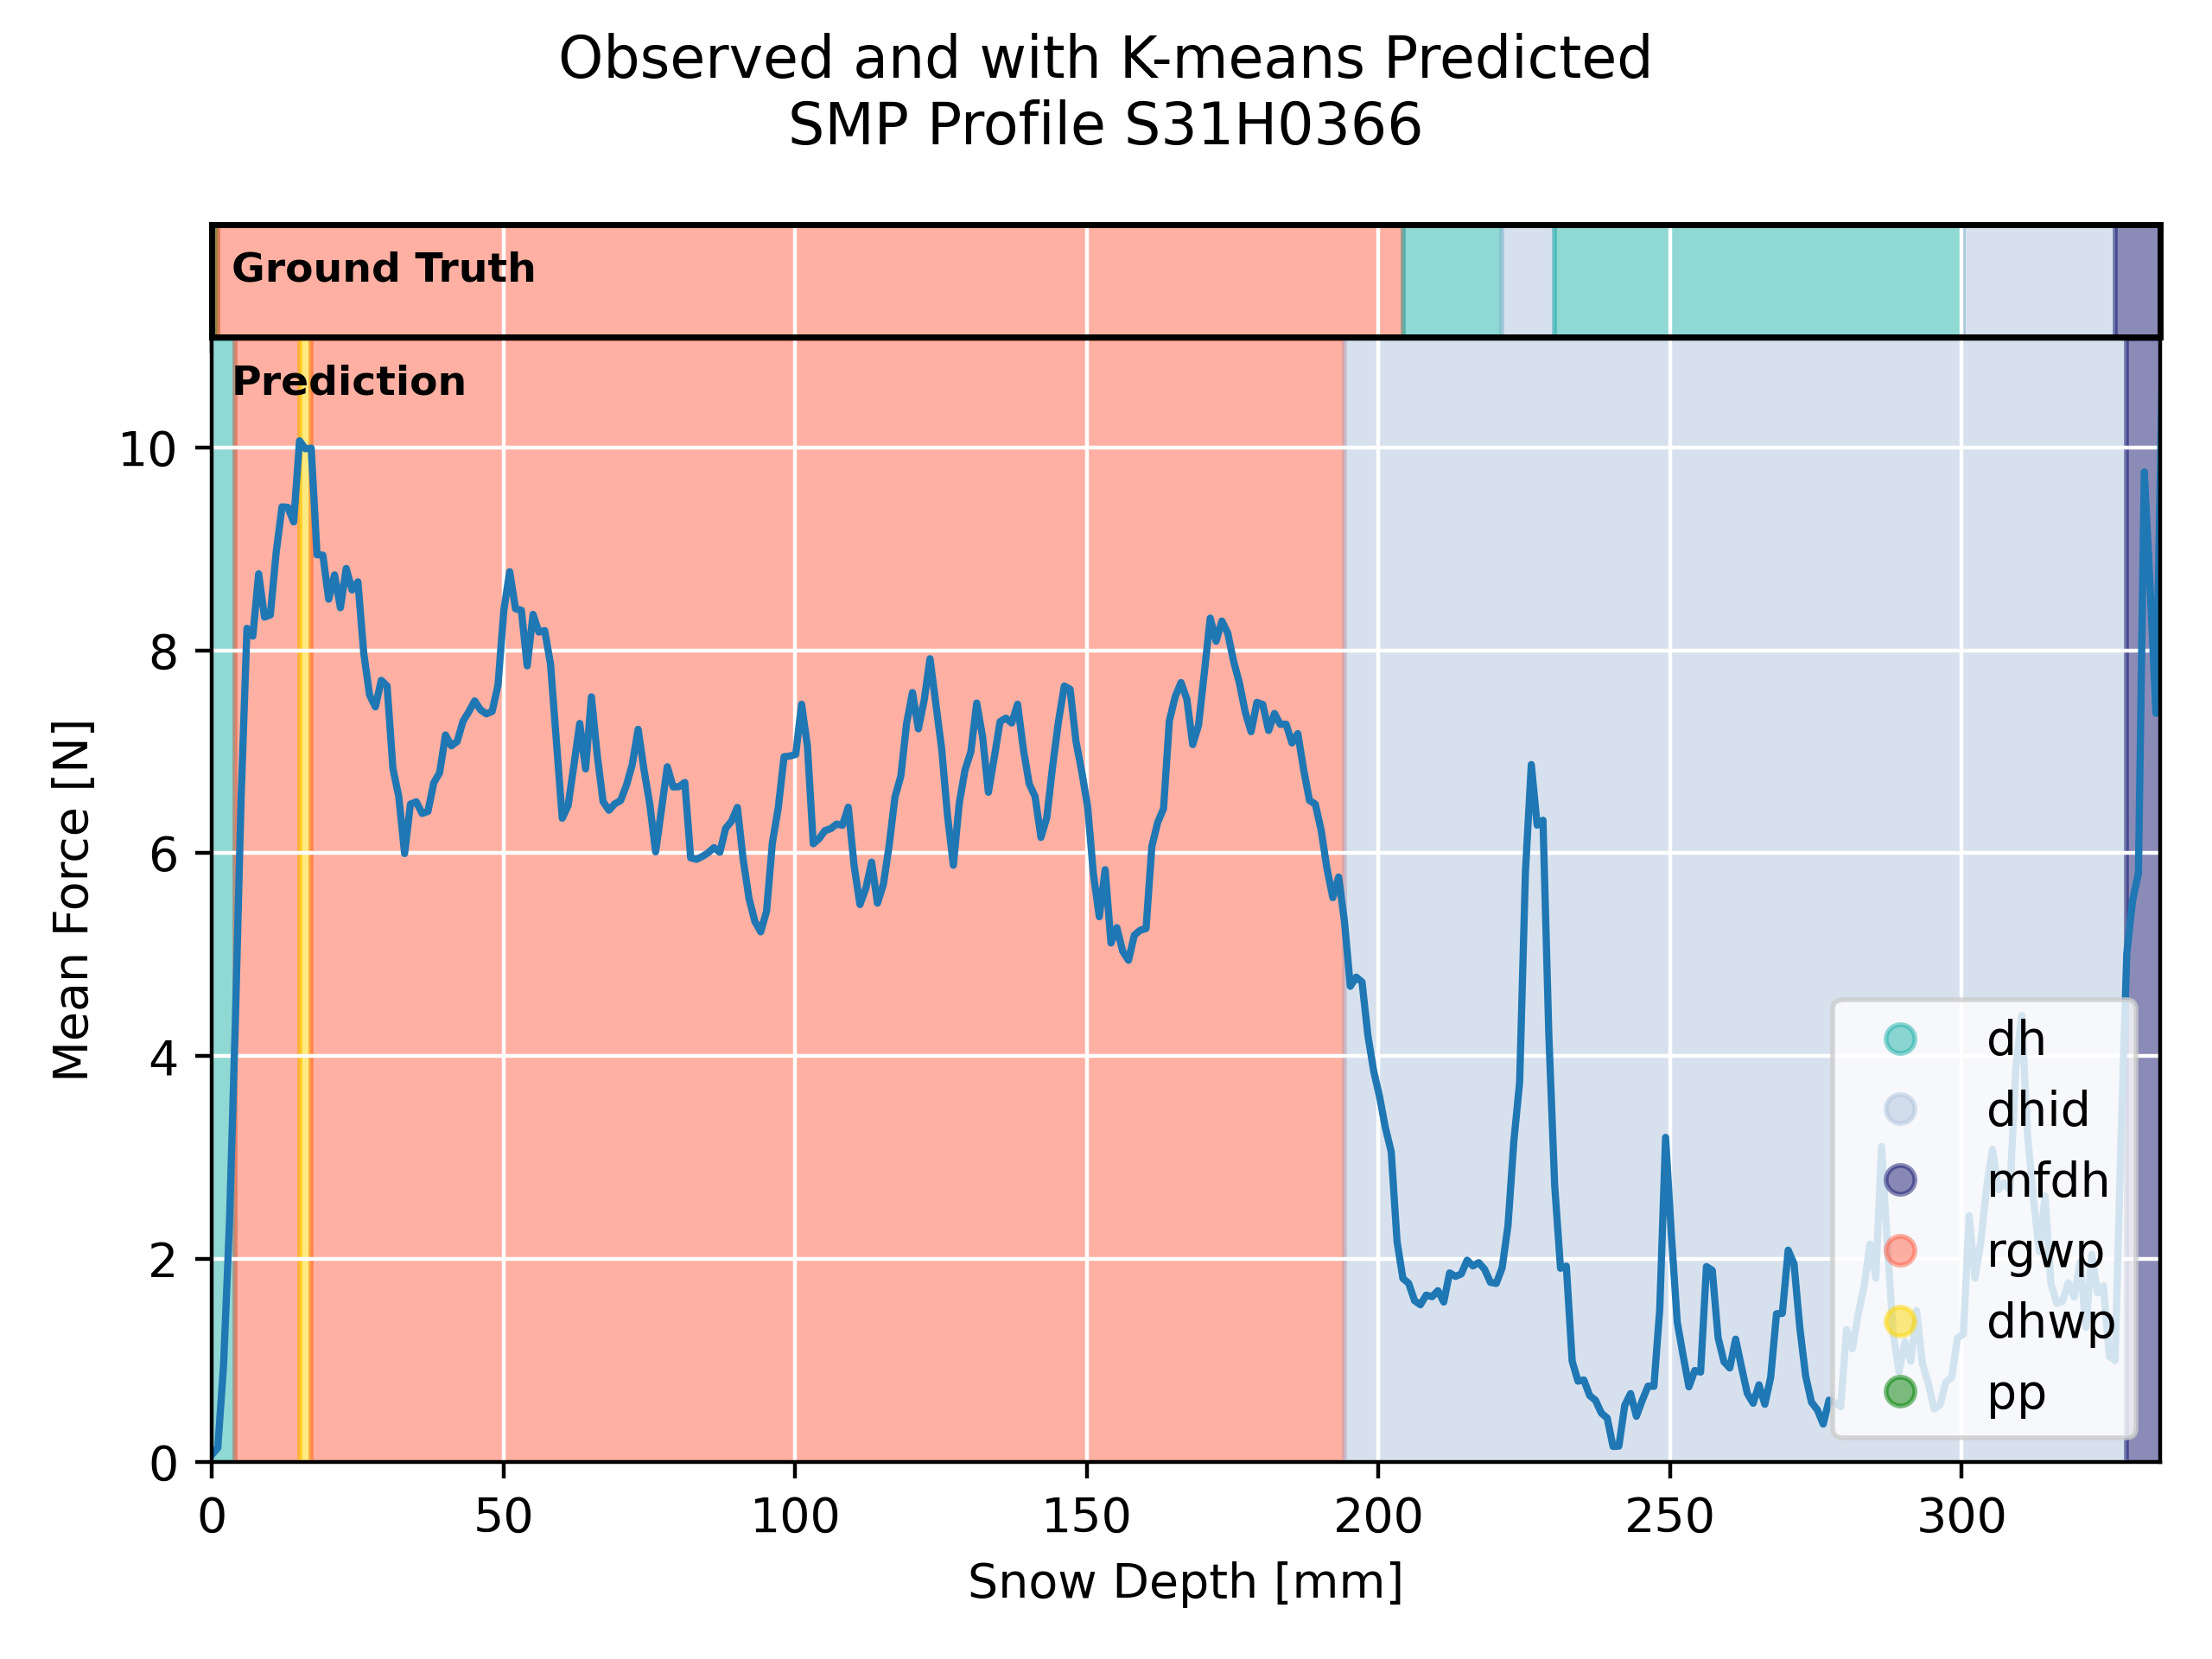 Observed and with K-means Predicted
SMP Profile S31H0366
Ground Truth
Prediction
10
8
6
4
2
0
Mean Force [N]
dh
dhid
mfdh
rgwp
dhwp
pp
0 50 100 150 200 250 300
Snow Depth [mm]